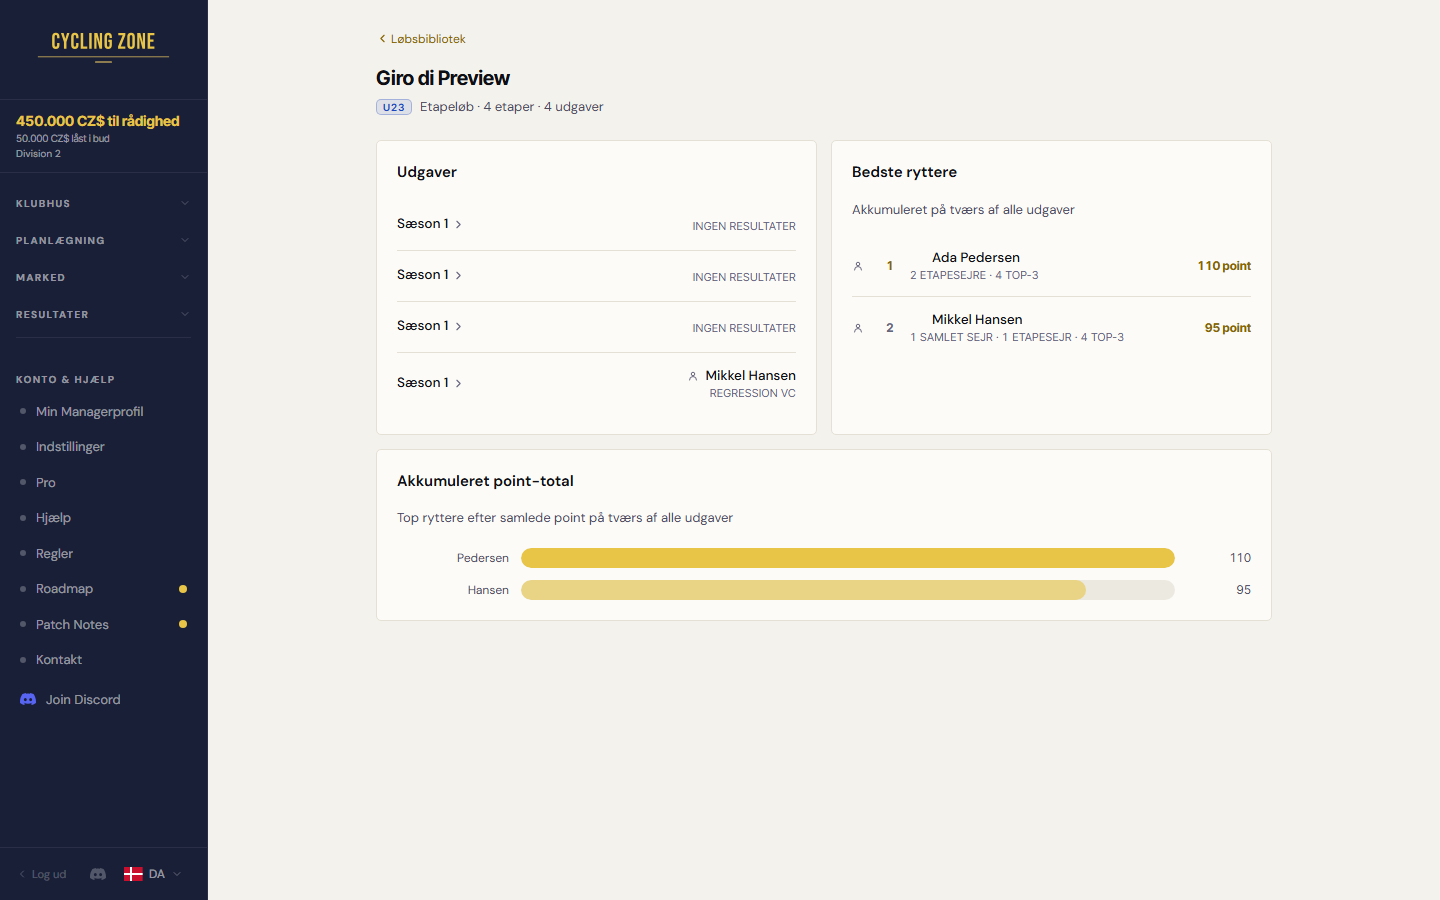 CYCLING ZONE
450.000 CZ$ til rådighed
50.000 CZ$ låst i bud
Division 2
KLUBHUS
PLANLÆGNING
MARKED
RESULTATER
KONTO & HJÆLP
Min Managerprofil
Indstillinger
Pro
Hjælp
Regler
Roadmap
Patch Notes
Kontakt
Join Discord
Log ud
DA
Løbsbibliotek
Giro di Preview
U23 Etapeløb · 4 etaper · 4 udgaver
Udgaver
Sæson 1 INGEN RESULTATER
Sæson 1 INGEN RESULTATER
Sæson 1 INGEN RESULTATER
Sæson 1 Mikkel Hansen
REGRESSION VC
Bedste ryttere
Akkumuleret på tværs af alle udgaver
1 Ada Pedersen 110 point
2 ETAPESEJRE · 4 TOP-3
2 Mikkel Hansen 95 point
1 SAMLET SEJR · 1 ETAPESEJR · 4 TOP-3
Akkumuleret point-total
Top ryttere efter samlede point på tværs af alle udgaver
Pedersen 110
Hansen 95